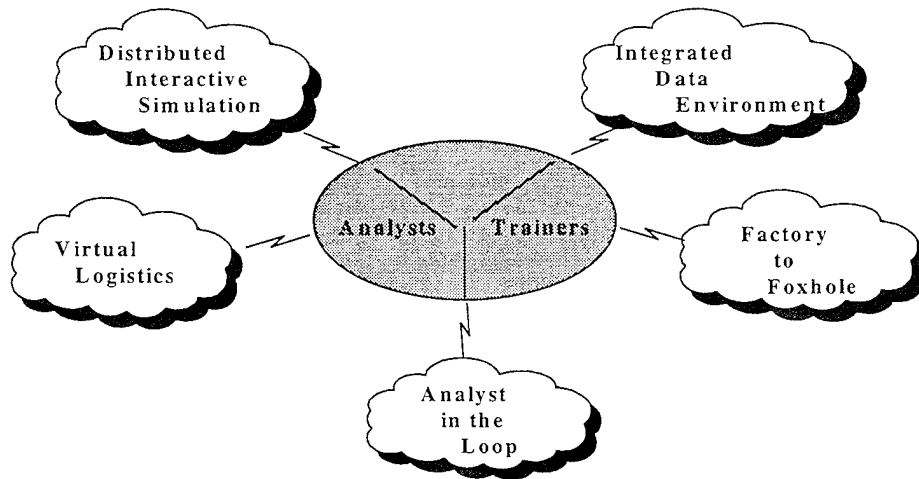 Distributed
Interactive
Simulation
Integrated
Data
Environment
Analysts
Trainers
Virtual
Logistics
Factory
to
Foxhole
Analyst
in the
Loop